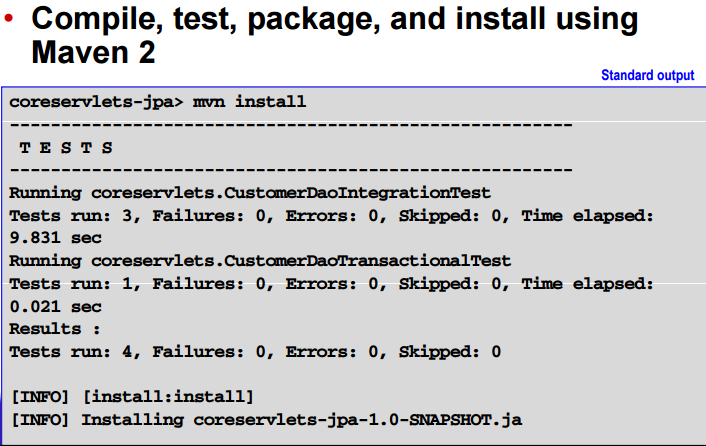 • Compile, test, package, and install using
Maven 2
Standard output
coreservlets-jpa> mvn install
-------------------------------------------------------
T E S T S
-------------------------------------------------------
Running coreservlets.CustomerDaoIntegrationTest
Tests run: 3, Failures: 0, Errors: 0, Skipped: 0, Time elapsed:
9.831 sec
Running coreservlets.CustomerDaoTransactionalTest
Tests run: 1, Failures: 0, Errors: 0, Skipped: 0, Time elapsed:
0.021 sec
Results :
Tests run: 4, Failures: 0, Errors: 0, Skipped: 0
[INFO] [install:install]
[INFO] Installing coreservlets-jpa-1.0-SNAPSHOT.ja